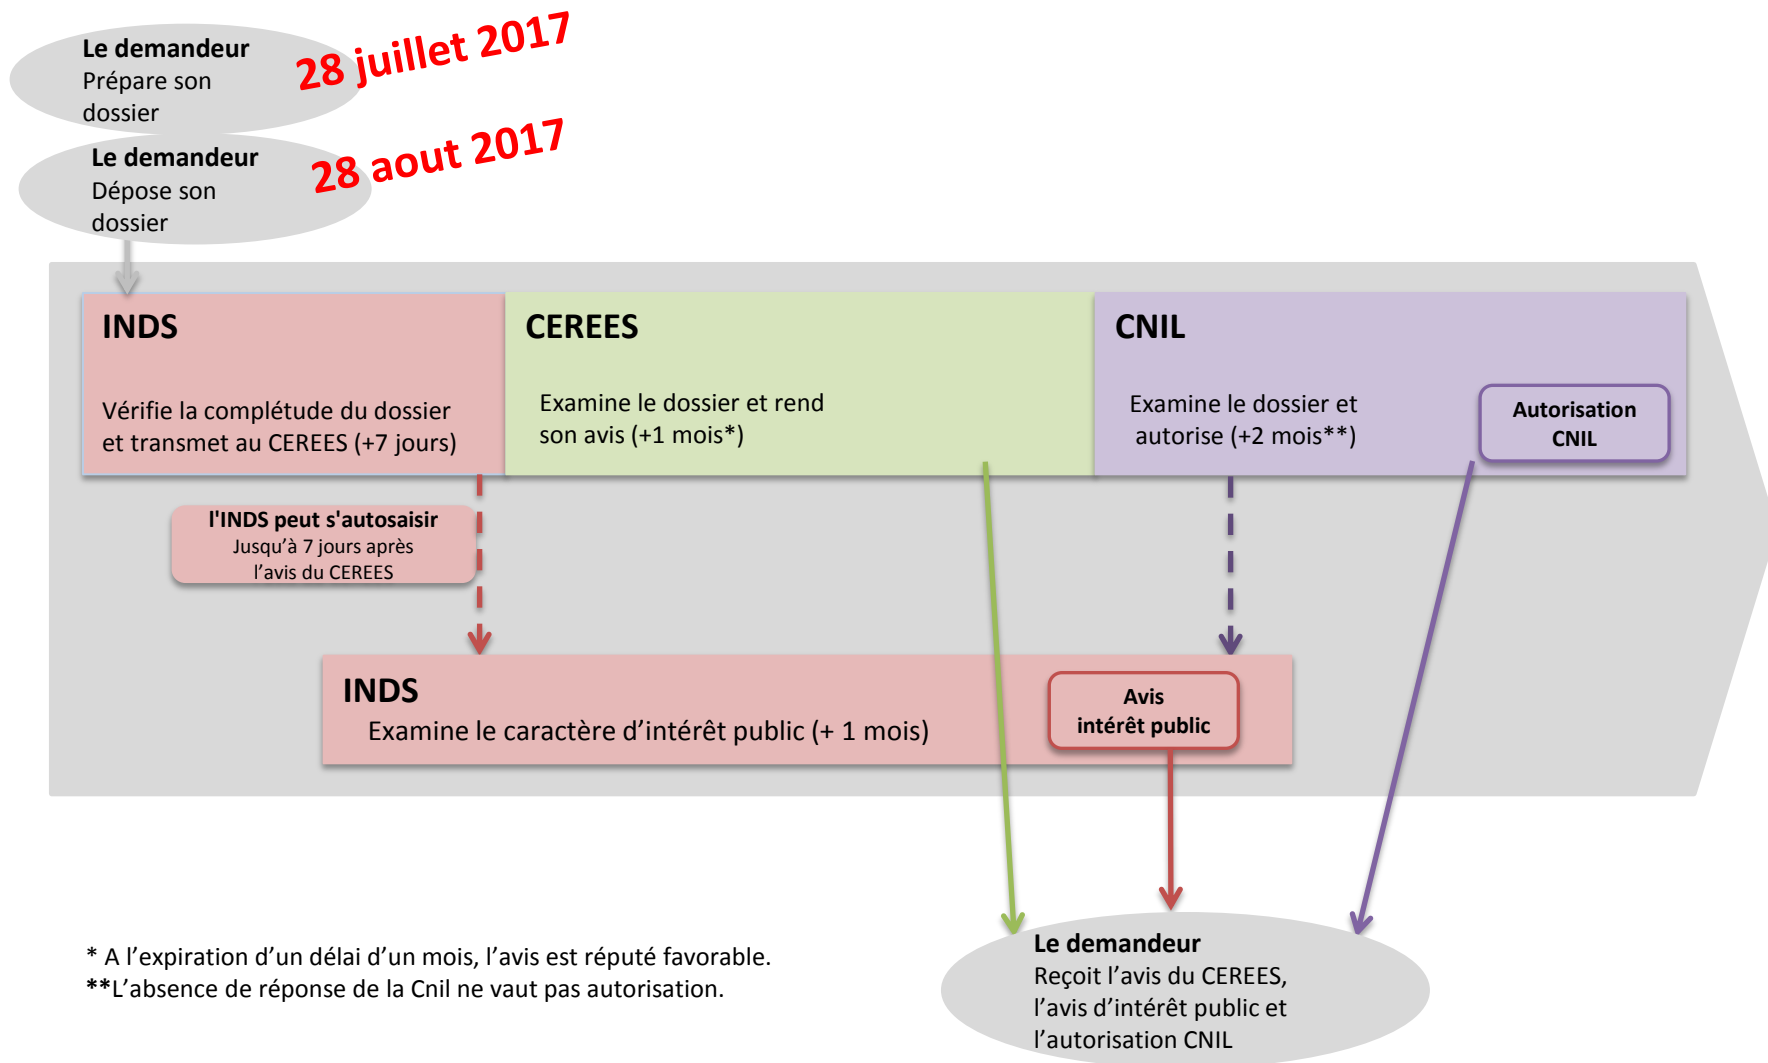 Le demandeur
Prépare son
dossier
28 juillet 2017
Le demandeur
Dépose son
dossier
28 aout 2017
INDS
Vérifie la complétude du dossier
et transmet au CEREES (+7 jours)
CEREES
Examine le dossier et rend
son avis (+1 mois*)
CNIL
Examine le dossier et
autorise (+2 mois**)
Autorisation
CNIL
l'INDS peut s'autosaisir
Jusqu’à 7 jours après
l’avis du CEREES
INDS
Examine le caractère d’intérêt public (+ 1 mois)
Avis
intérêt public
Le demandeur
Reçoit l’avis du CEREES,
l’avis d’intérêt public et
l’autorisation CNIL
* A l’expiration d’un délai d’un mois, l’avis est réputé favorable.
**L’absence de réponse de la Cnil ne vaut pas autorisation.